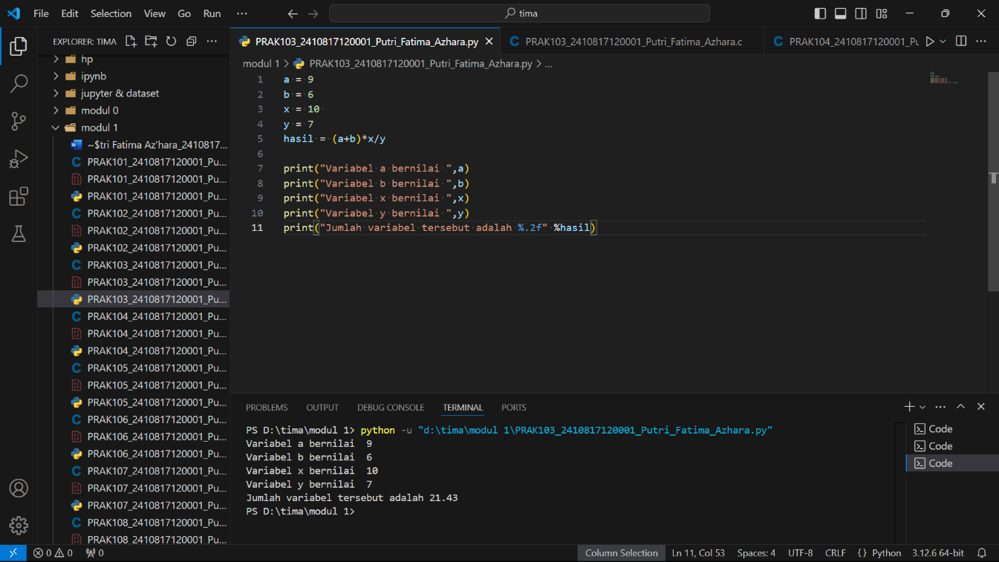 File Edit Selection View Go Run ··· tima
EXPLORER: TIMA
hp
ipynb
jupyter & dataset
modul 0
modul 1
~$tri Fatima Az'hara_2410817...
PRAK101_2410817120001_Pu...
PRAK101_2410817120001_Pu...
PRAK101_2410817120001_Pu...
PRAK102_2410817120001_Pu...
PRAK102_2410817120001_Pu...
PRAK102_2410817120001_Pu...
PRAK103_2410817120001_Pu...
PRAK103_2410817120001_Pu...
PRAK103_2410817120001_Pu...
PRAK104_2410817120001_Pu...
PRAK104_2410817120001_Pu...
PRAK104_2410817120001_Pu...
PRAK105_2410817120001_Pu...
PRAK105_2410817120001_Pu...
PRAK105_2410817120001_Pu...
PRAK106_2410817120001_Pu...
PRAK106_2410817120001_Pu...
PRAK106_2410817120001_Pu...
PRAK107_2410817120001_Pu...
PRAK107_2410817120001_Pu...
PRAK107_2410817120001_Pu...
PRAK108_2410817120001_Pu...
PRAK108_2410817120001_Pu...
PRAK103_2410817120001_Putri_Fatima_Azhara.py PRAK103_2410817120001_Putri_Fatima_Azhara.c PRAK104_2410817120001_Pu
modul 1 > PRAK103_2410817120001_Putri_Fatima_Azhara.py > ...
1 a = 9
2 b = 6
3 x = 10
4 y = 7
5 hasil = (a+b)*x/y
6
7 print("Variabel a bernilai ",a)
8 print("Variabel b bernilai ",b)
9 print("Variabel x bernilai ",x)
10 print("Variabel y bernilai ",y)
11 print("Jumlah variabel tersebut adalah %.2f" %hasil)
PROBLEMS OUTPUT DEBUG CONSOLE TERMINAL PORTS
PS D:\tima\modul 1> python -u "d:\tima\modul 1\PRAK103_2410817120001_Putri_Fatima_Azhara.py"
Variabel a bernilai  9
Variabel b bernilai  6
Variabel x bernilai  10
Variabel y bernilai  7
Jumlah variabel tersebut adalah 21.43
PS D:\tima\modul 1>
Code
Code
Code
0 0 0 Column Selection Ln 11, Col 53 Spaces: 4 UTF-8 CRLF {} Python 3.12.6 64-bit